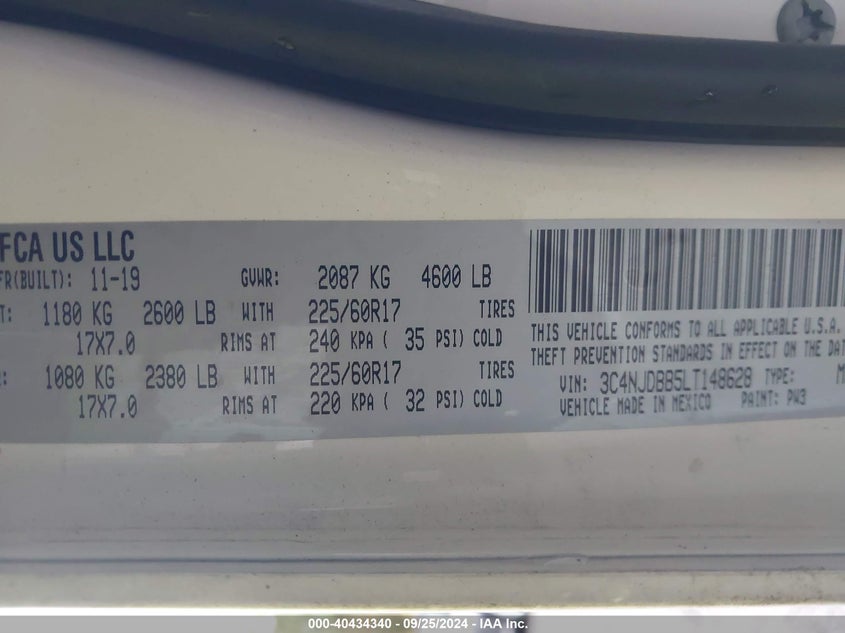 FCA US LLC
FR(BUILT): 11-19 GVWR: 2087 KG 4600 LB
T: 1180 KG 2600 LB WITH 225/60R17 TIRES
17X7.0 RIMS AT 240 KPA ( 35 PSI) COLD
: 1080 KG 2380 LB WITH 225/60R17 TIRES
17X7.0 RIMS AT 220 KPA ( 32 PSI) COLD
THIS VEHICLE CONFORMS TO ALL APPLICABLE U.S.A.
THEFT PREVENTION STANDARDS IN EFFECT ON THE DAT
VIN: 3C4NJDBB5LT148628 TYPE: M
VEHICLE MADE IN MEXICO PAINT: PW3
000-40434340 - 09/25/2024 - IAA Inc.